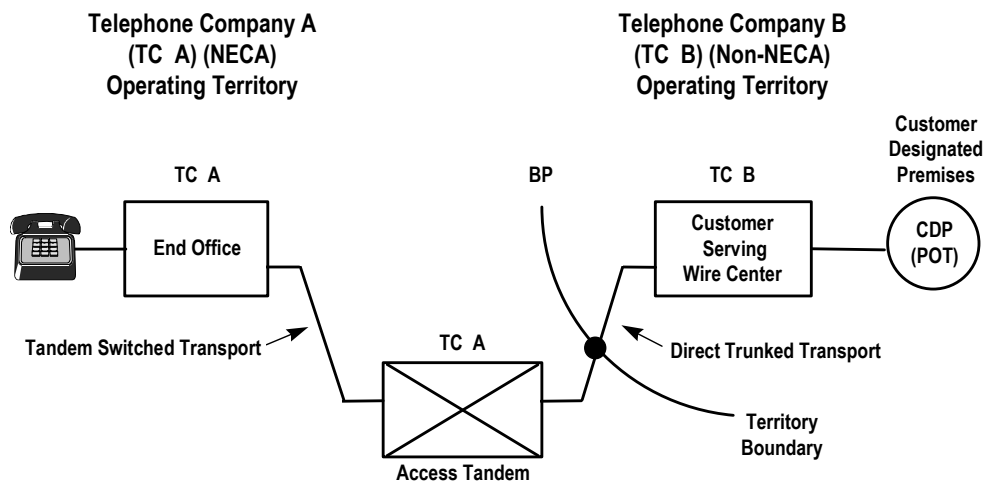 Telephone Company A
(TC A) (NECA)
Operating Territory
Telephone Company B
(TC B) (Non-NECA)
Operating Territory
Customer
Designated
Premises
TC A
BP
TC B
End Office
Customer
Serving
Wire Center
CDP
(POT)
Tandem Switched Transport
TC A
Direct Trunked Transport
Territory
Boundary
Access Tandem